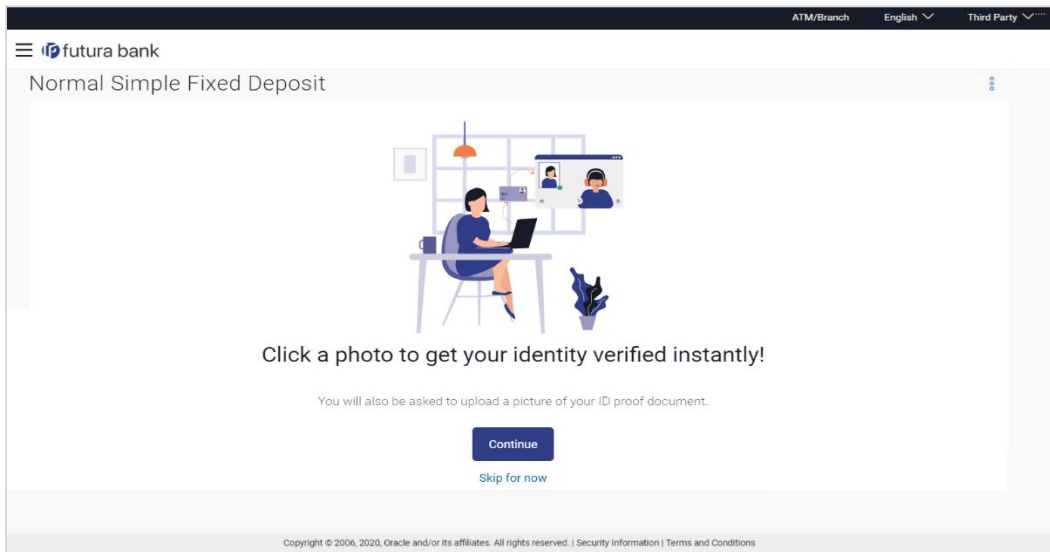 ATM/Branch English Third Party
futura bank
Normal Simple Fixed Deposit
Click a photo to get your identity verified instantly!
You will also be asked to upload a picture of your ID proof document.
Continue
Skip for now
Copyright © 2006, 2020, Oracle and/or its affiliates. All rights reserved. | Security Information | Terms and Conditions